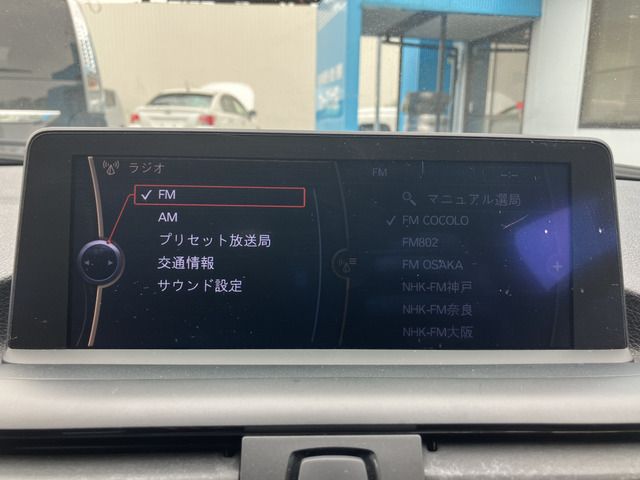 ラジオ
FM
AM
プリセット放送局
交通情報
サウンド設定
FM
マニュアル選局
FM COCOLO
FM802
FM OSAKA
NHK-FM神戸
NHK-FM奈良
NHK-FM大阪